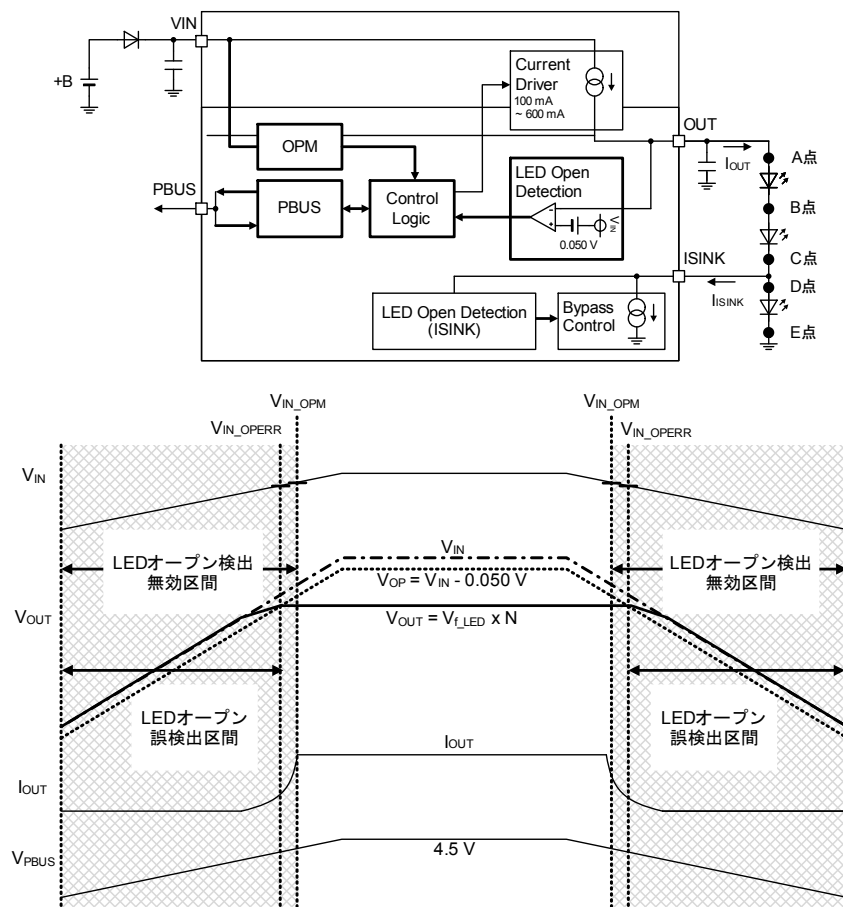 VIN
+B
Current
Driver
100 mA
~ 600 mA
OUT
IOUT
A点
OPM
LED Open
Detection
PBUS
PBUS
Control
Logic
VIN
0.050 V
B点
C点
ISINK
IISINK
D点
LED Open Detection
(ISINK)
Bypass
Control
E点
VIN_OPM
VIN_OPM
VIN_OPERR
VIN_OPERR
VIN
LEDオープン検出
無効区間
VIN
LEDオープン検出
無効区間
VOP = VIN - 0.050 V
VOUT
VOUT = Vf_LED x N
LEDオープン
誤検出区間
LEDオープン
誤検出区間
IOUT
IOUT
VPBUS
4.5 V